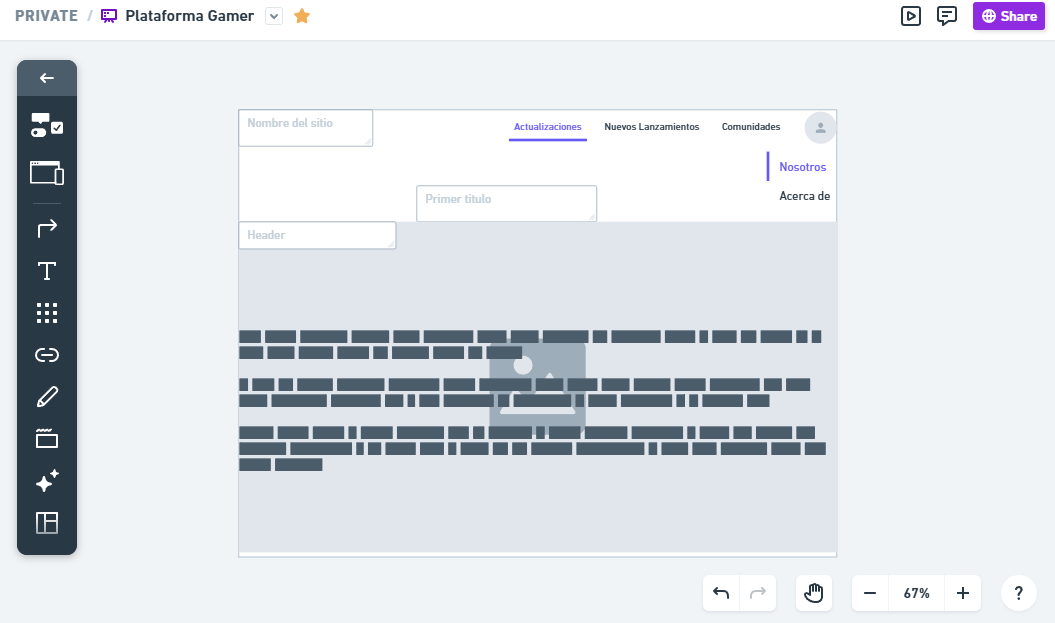 PRIVATE / Plataforma Gamer
Share
Nombre del sitio
Actualizaciones Nuevos Lanzamientos Comunidades
Nosotros
Acerca de
Primer titulo
Header
67%
?